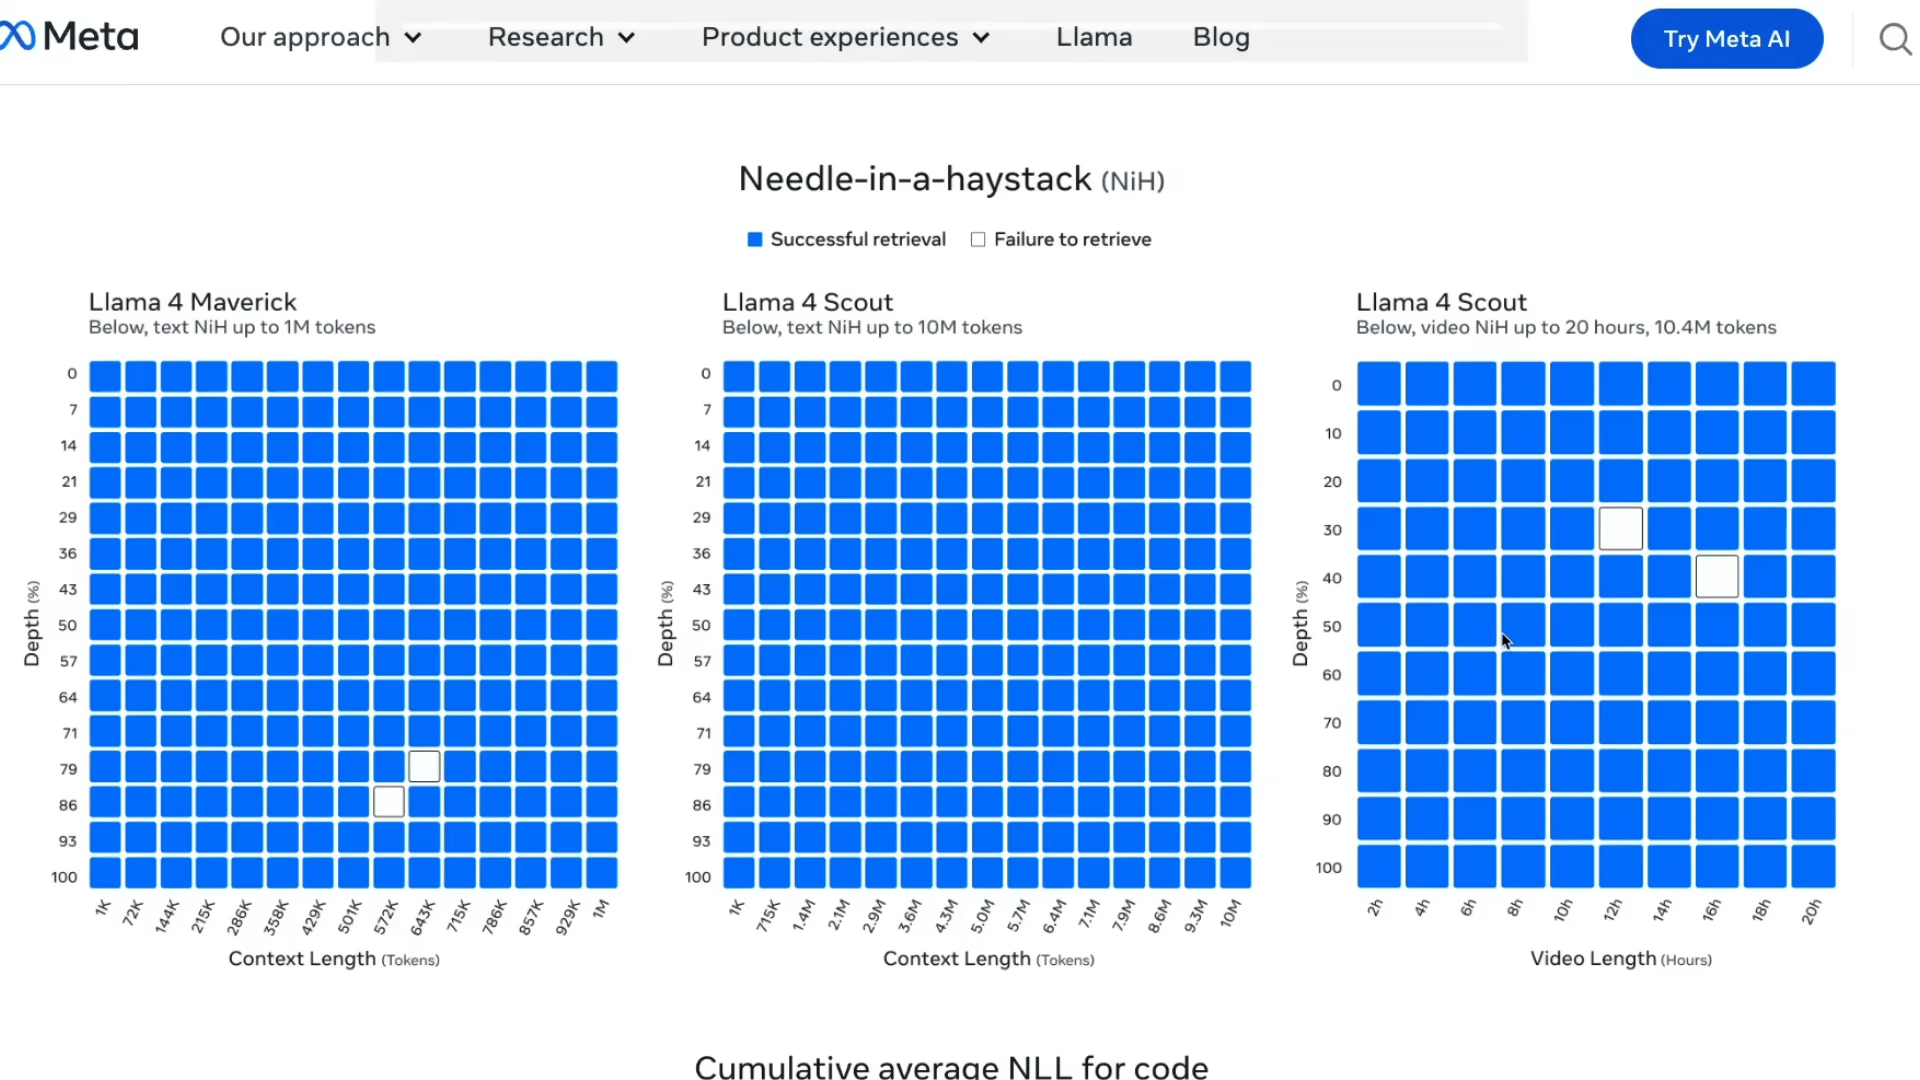 Meta
Our approach
Research
Product experiences
Llama
Blog
Try Meta AI
Needle-in-a-haystack (NiH)
Successful retrieval
Failure to retrieve
Llama 4 Maverick
Below, text NiH up to 1M tokens
Depth (%)
0
7
14
21
29
36
43
50
57
64
71
79
86
93
100
1K
72K
144K
215K
286K
358K
429K
501K
572K
643K
715K
786K
857K
929K
1M
Context Length (Tokens)
Llama 4 Scout
Below, text NiH up to 10M tokens
Depth (%)
0
7
14
21
29
36
43
50
57
64
71
79
86
93
100
1K
715K
1.4M
2.1M
2.9M
3.6M
4.3M
5.0M
5.7M
6.4M
7.1M
7.9M
8.6M
9.3M
10M
Context Length (Tokens)
Llama 4 Scout
Below, video NiH up to 20 hours, 10.4M tokens
Depth (%)
0
10
20
30
40
50
60
70
80
90
100
2h
4h
6h
8h
10h
12h
14h
16h
18h
20h
Video Length (Hours)
Cumulative average NLL for code